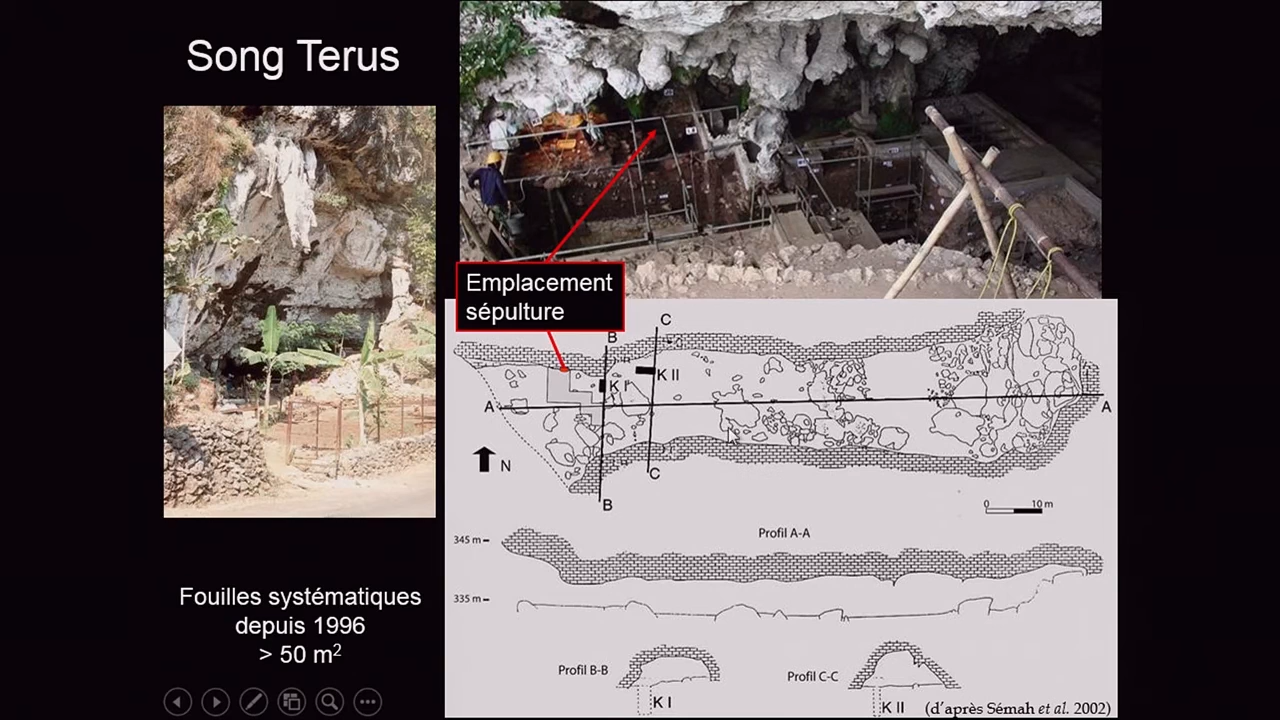 Song Terus
Emplacement
sépulture
Fouilles systématiques
depuis 1996
> 50 m²
B
C
K I
K II
A
A
N
C
B
0 10 m
Profil A-A
345 m
335 m
Profil B-B
K I
Profil C-C
K II
(d'après Sémah et al. 2002)